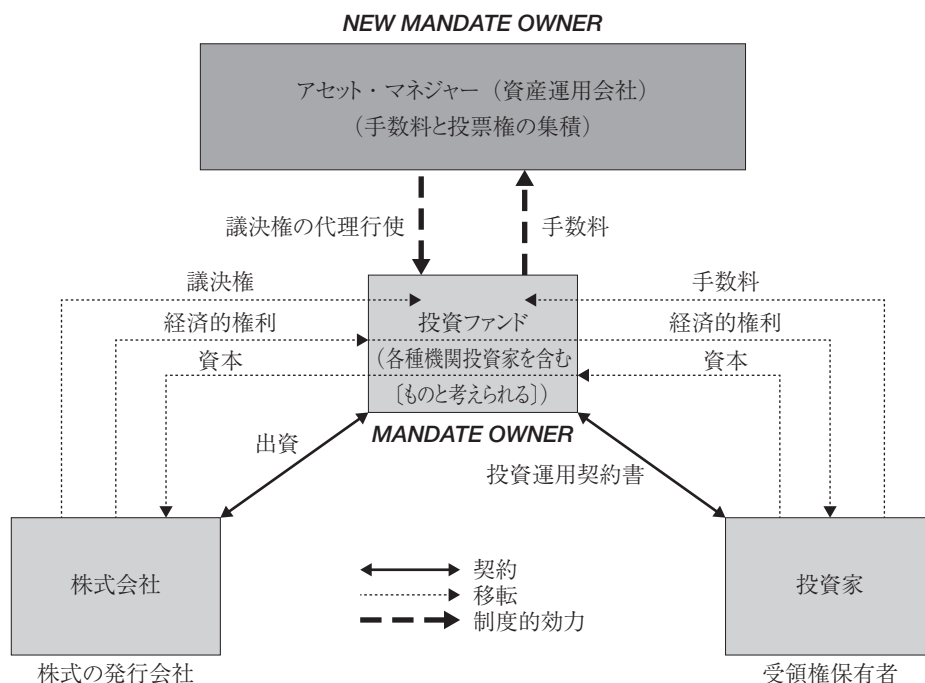 NEW MANDATE OWNER
アセット・マネジャー（資産運用会社）
（手数料と投票権の集積）
議決権の代理行使
手数料
議決権
手数料
経済的権利
投資ファンド
経済的権利
資本
（各種機関投資家を含む
資本
〔ものと考えられる〕）
MANDATE OWNER
出資
投資運用契約書
株式会社
契約
移転
制度的効力
投資家
株式の発行会社
受領権保有者